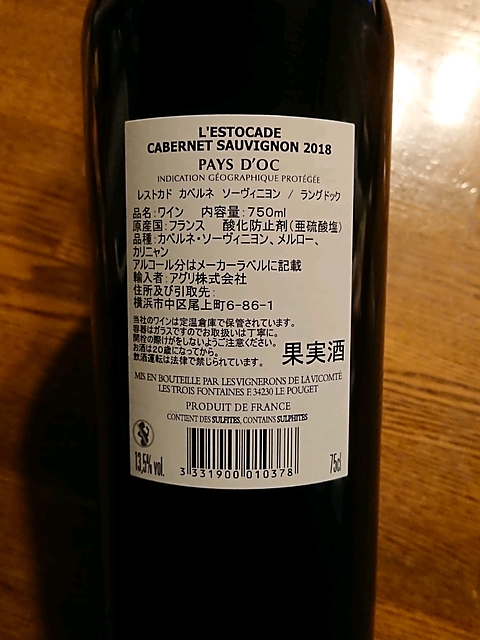 L'ESTOCADE
CABERNET SAUVIGNON 2018
PAYS D'OC
INDICATION GÉOGRAPHIQUE PROTÉGÉE
レストカド カベルネ ソーヴィニヨン / ラングドック
品名:ワイン 内容量:750ml
原産国:フランス 酸化防止剤(亜硫酸塩)
品種:カベルネ・ソーヴィニヨン、メルロー、
カリニャン
アルコール分はメーカーラベルに記載
輸入者:アグリ株式会社
住所及び引取先:
横浜市中区尾上町6-86-1
当社のワインは定温倉庫で保管されています。
容器はガラスですのでお取扱いは丁寧に。
開栓の際けがをしないようご注意ください。
お酒は20歳になってから。
飲酒運転は法律で禁じられています。
果実酒
MIS EN BOUTEILLE PAR LES VIGNERONS DE LA VICOMTÉ
LES TROIS FONTAINES F. 34230 LE POUGET
PRODUIT DE FRANCE
CONTIENT DES SULFITES, CONTAINS SULPHITES
13,5% vol.
3 331900 010378
75cl